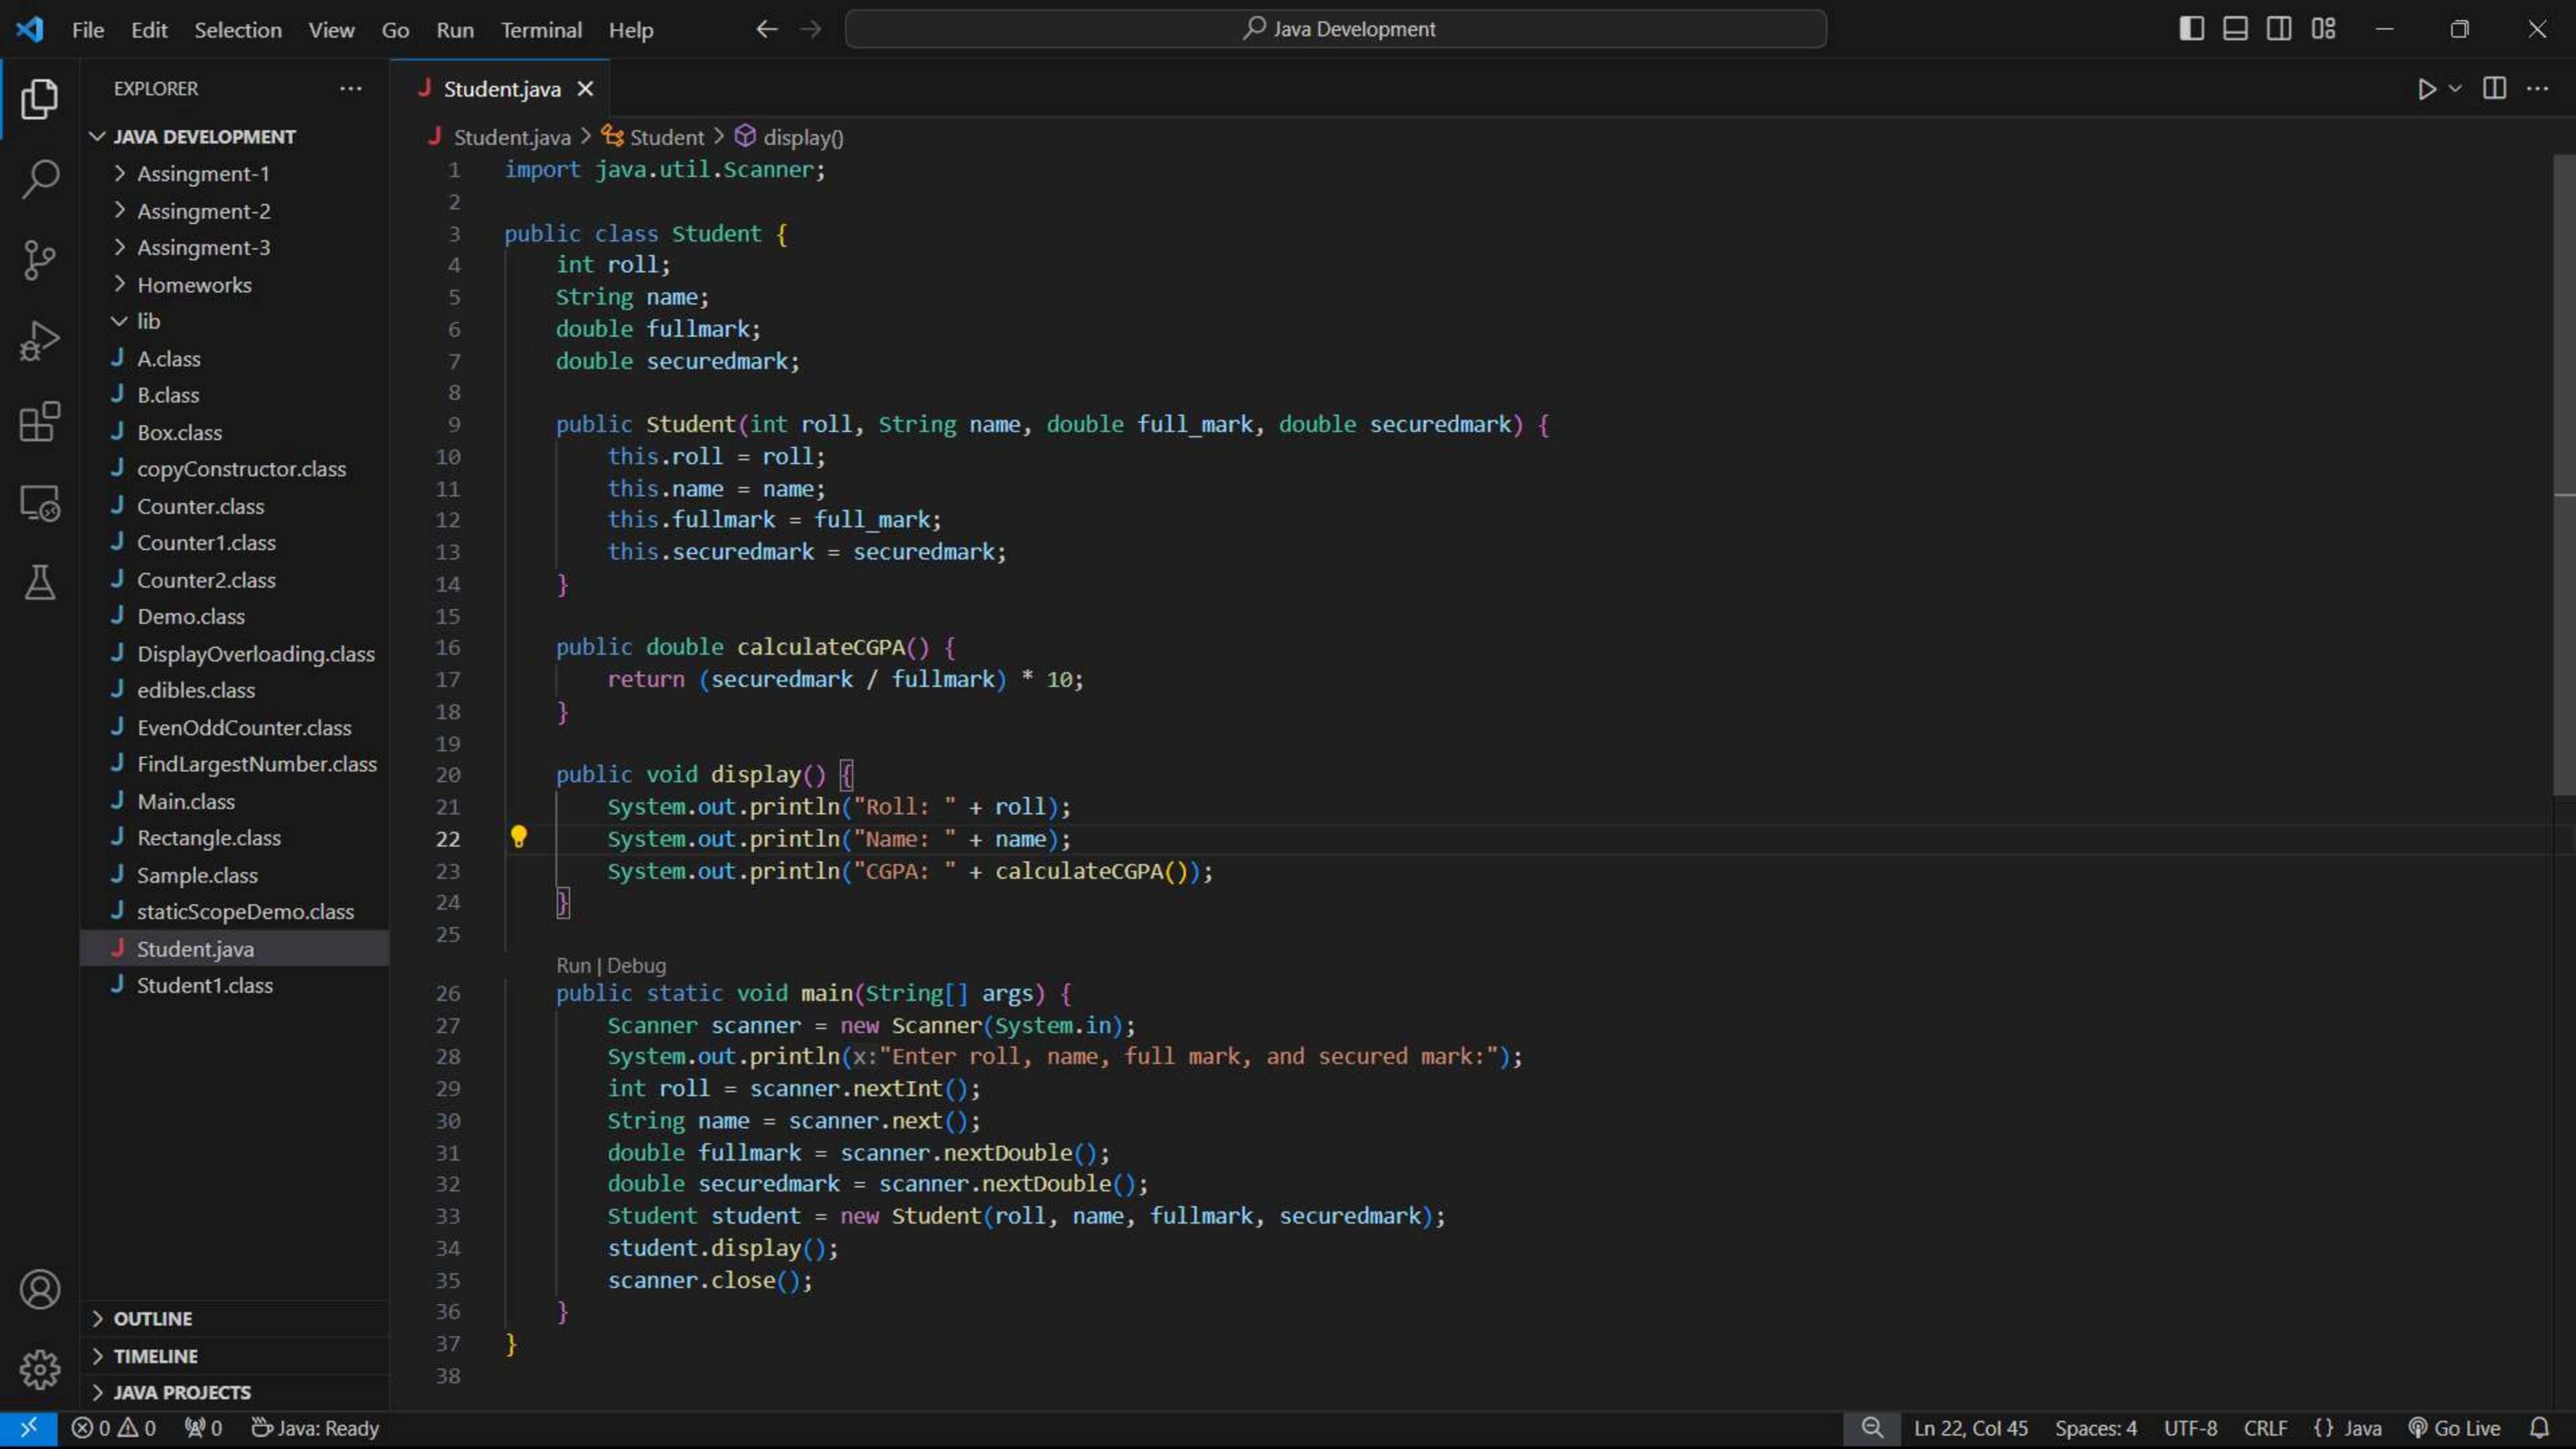 File Edit Selection View Go Run Terminal Help Java Development
EXPLORER
JAVA DEVELOPMENT
Assingment-1
Assingment-2
Assingment-3
Homeworks
lib
A.class
B.class
Box.class
copyConstructor.class
Counter.class
Counter1.class
Counter2.class
Demo.class
DisplayOverloading.class
edibles.class
EvenOddCounter.class
FindLargestNumber.class
Main.class
Rectangle.class
Sample.class
staticScopeDemo.class
Student.java
Student1.class
OUTLINE
TIMELINE
JAVA PROJECTS
Student.java
Student.java > Student > display()
1 import java.util.Scanner;
2
3 public class Student {
4 int roll;
5 String name;
6 double fullmark;
7 double securedmark;
8
9 public Student(int roll, String name, double full_mark, double securedmark) {
10 this.roll = roll;
11 this.name = name;
12 this.fullmark = full_mark;
13 this.securedmark = securedmark;
14 }
15
16 public double calculateCGPA() {
17 return (securedmark / fullmark) * 10;
18 }
19
20 public void display() {
21 System.out.println("Roll: " + roll);
22 System.out.println("Name: " + name);
23 System.out.println("CGPA: " + calculateCGPA());
24 }
25
Run | Debug
26 public static void main(String[] args) {
27 Scanner scanner = new Scanner(System.in);
28 System.out.println(x:"Enter roll, name, full mark, and secured mark:");
29 int roll = scanner.nextInt();
30 String name = scanner.next();
31 double fullmark = scanner.nextDouble();
32 double securedmark = scanner.nextDouble();
33 Student student = new Student(roll, name, fullmark, securedmark);
34 student.display();
35 scanner.close();
36 }
37 }
38
0 0 0 Java: Ready Ln 22, Col 45 Spaces: 4 UTF-8 CRLF {} Java Go Live